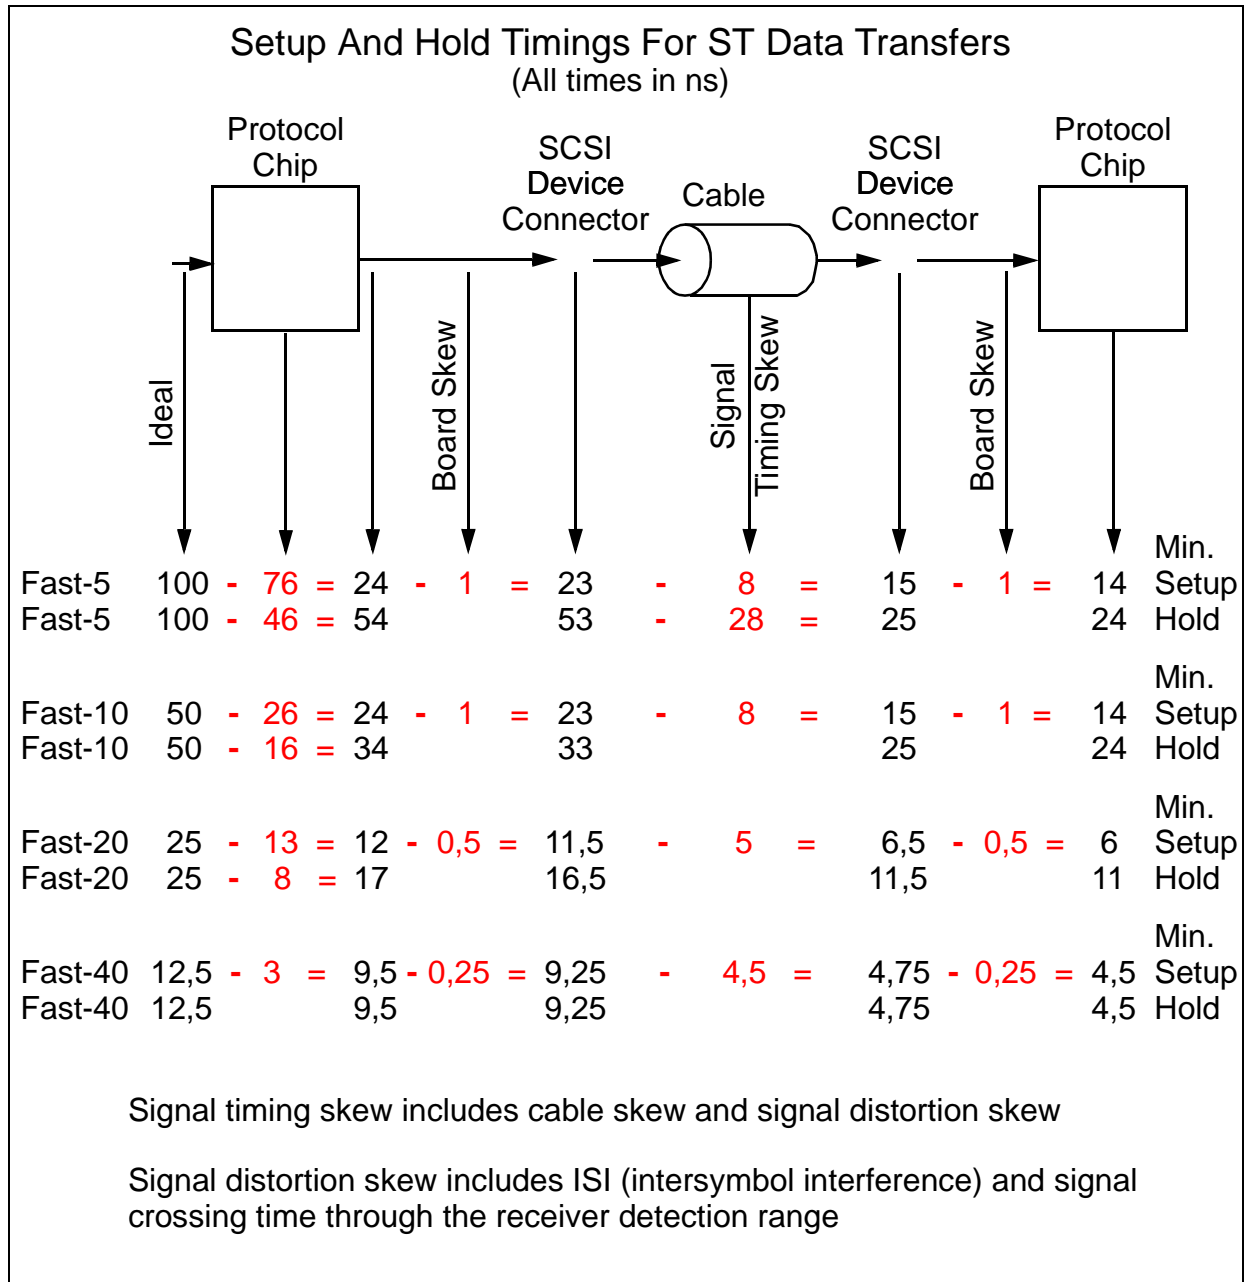 Setup And Hold Timings For ST Data Transfers
(All times in ns)
Protocol
Chip
SCSI
Device
Connector
Cable
SCSI
Device
Connector
Protocol
Chip
Ideal
Board Skew
Signal
Timing Skew
Board Skew
Min.
Fast-5 100 - 76 = 24 - 1 = 23 - 8 = 15 - 1 = 14 Setup
Fast-5 100 - 46 = 54 53 - 28 = 25 24 Hold
Min.
Fast-10 50 - 26 = 24 - 1 = 23 - 8 = 15 - 1 = 14 Setup
Fast-10 50 - 16 = 34 33 25 24 Hold
Min.
Fast-20 25 - 13 = 12 - 0,5 = 11,5 - 5 = 6,5 - 0,5 = 6 Setup
Fast-20 25 - 8 = 17 16,5 11,5 11 Hold
Min.
Fast-40 12,5 - 3 = 9,5 - 0,25 = 9,25 - 4,5 = 4,75 - 0,25 = 4,5 Setup
Fast-40 12,5 9,5 9,25 4,75 4,5 Hold
Signal timing skew includes cable skew and signal distortion skew
Signal distortion skew includes ISI (intersymbol interference) and signal
crossing time through the receiver detection range